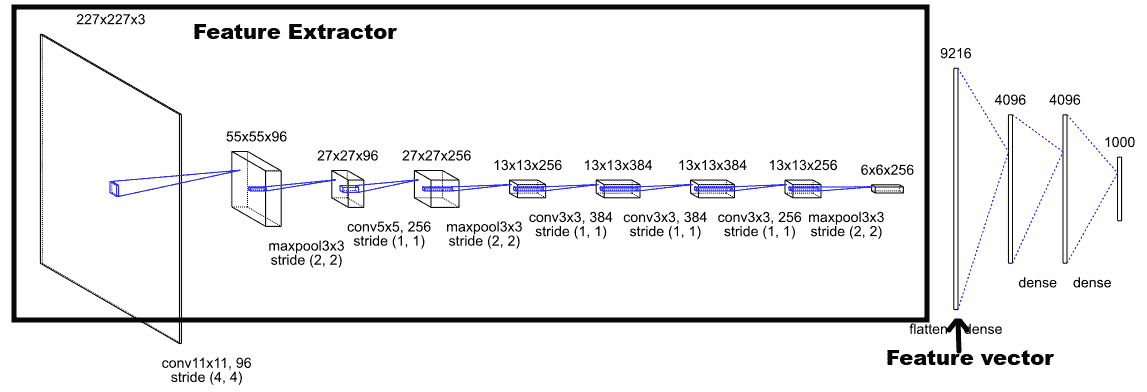 227x227x3
Feature Extractor
55x55x96
27x27x96
27x27x256
13x13x256
13x13x384
13x13x384
13x13x256
6x6x256
9216
4096
4096
1000
conv11x11, 96
stride (4, 4)
maxpool3x3
stride (2, 2)
conv5x5, 256
stride (1, 1)
maxpool3x3
stride (2, 2)
conv3x3, 384
stride (1, 1)
conv3x3, 384
stride (1, 1)
conv3x3, 256
stride (1, 1)
maxpool3x3
stride (2, 2)
flatten
dense
dense
dense
Feature vector